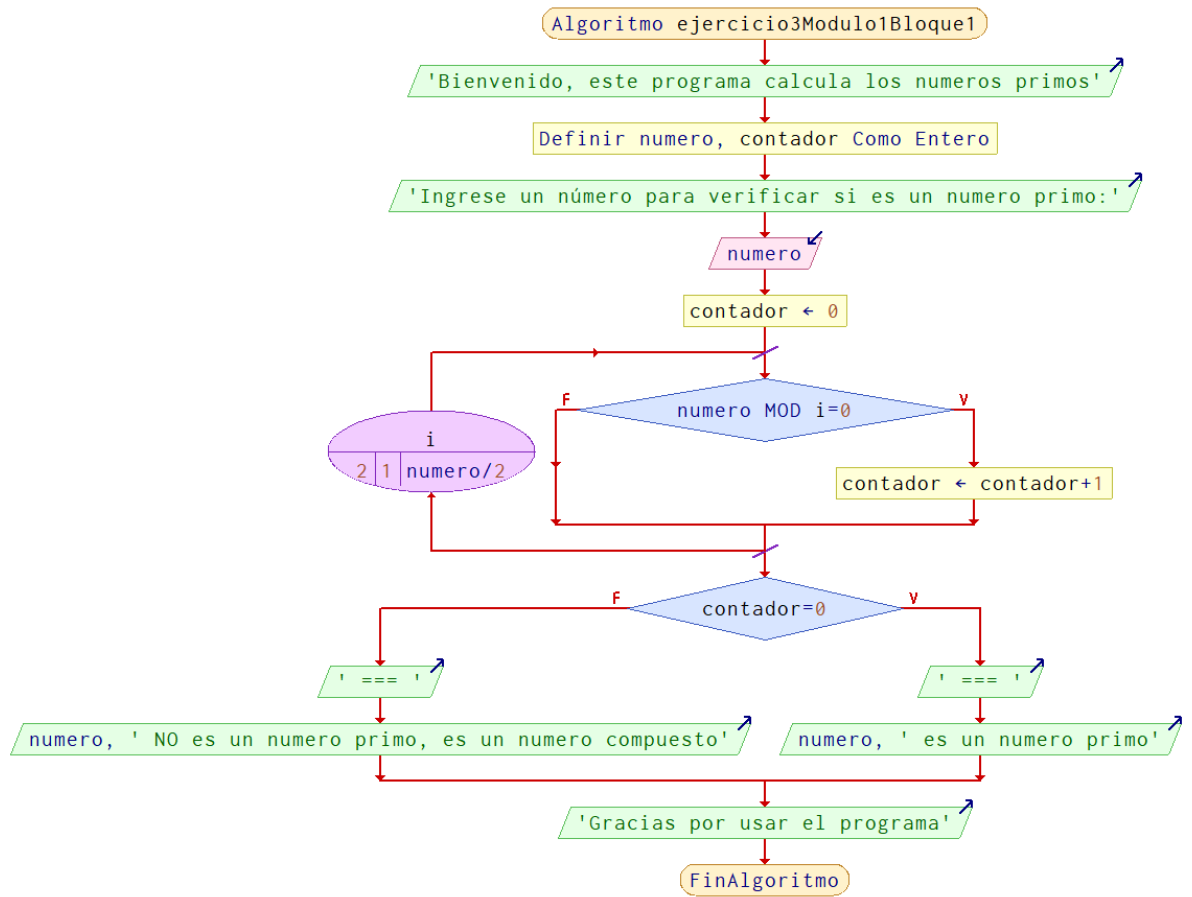 Algoritmo ejercicio3Modulo1Bloque1
'Bienvenido, este programa calcula los numeros primos'
Definir numero, contador Como Entero
'Ingrese un número para verificar si es un numero primo:'
numero
contador ← 0
F
numero MOD i=0
V
i
2 1 numero/2
contador ← contador+1
F
contador=0
V
' === '
' === '
numero, ' NO es un numero primo, es un numero compuesto'
numero, ' es un numero primo'
'Gracias por usar el programa'
FinAlgoritmo